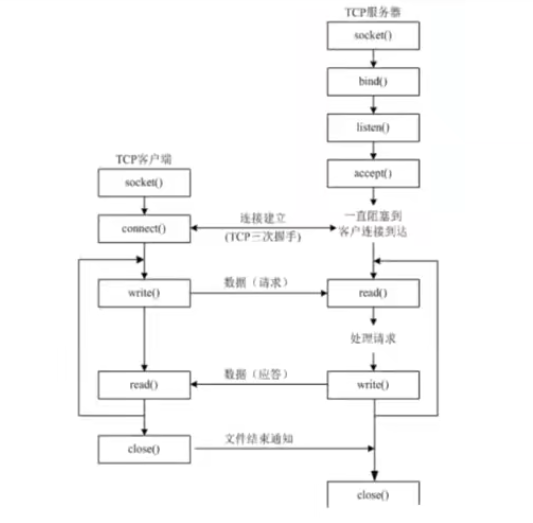 TCP服务器
socket()
bind()
listen()
accept()
TCP客户端
socket()
connect()
连接建立
(TCP三次握手)
一直阻塞到
客户连接到达
write()
数据（请求）
read()
处理请求
read()
数据（应答）
write()
close()
文件结束通知
close()